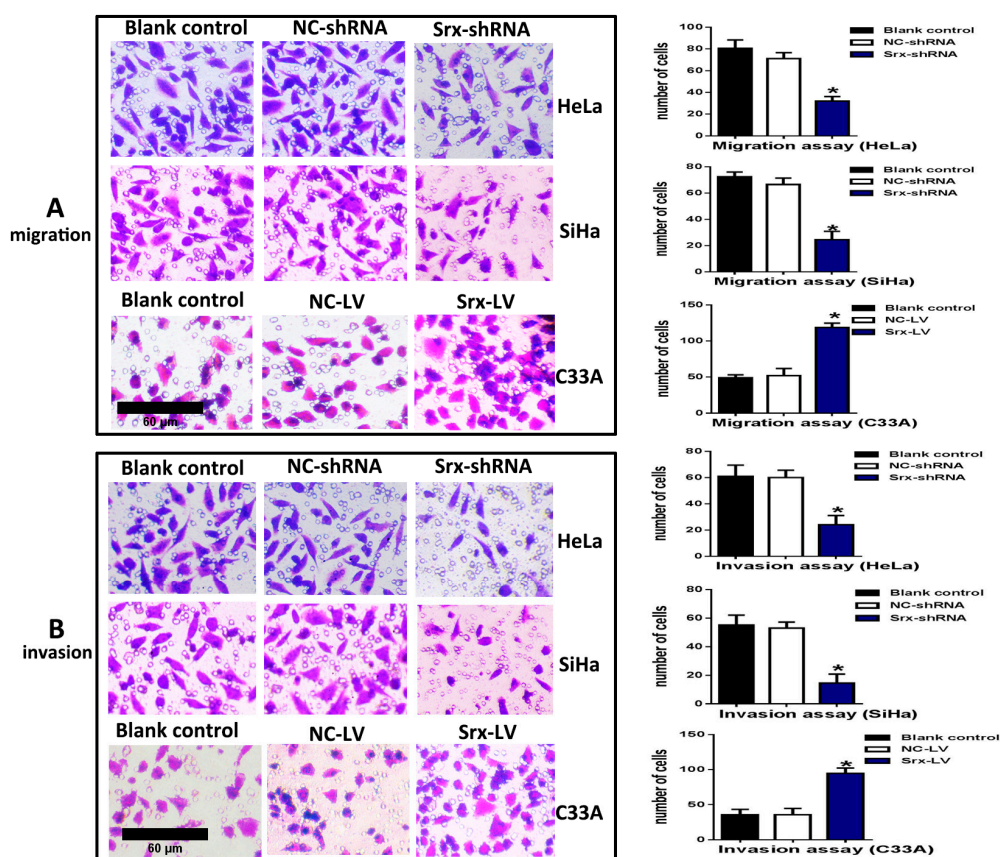 Blank control NC-shRNA Srx-shRNA
HeLa
A
migration
SiHa
Blank control NC-LV Srx-LV
C33A
60 μm
100
80
60
40
20
0
number of cells
Blank control
NC-shRNA
Srx-shRNA
*
Migration assay (HeLa)
80
60
40
20
0
number of cells
Blank control
NC-shRNA
Srx-shRNA
*
Migration assay (SiHa)
150
100
50
0
number of cells
Blank control
NC-LV
Srx-LV
*
Migration assay (C33A)
Blank control NC-shRNA Srx-shRNA
HeLa
B
invasion
SiHa
Blank control NC-LV Srx-LV
C33A
60 μm
80
60
40
20
0
number of cells
Blank control
NC-shRNA
Srx-shRNA
*
Invasion assay (HeLa)
80
60
40
20
0
number of cells
Blank control
NC-shRNA
Srx-shRNA
*
Invasion assay (SiHa)
150
100
50
0
number of cells
Blank control
NC-LV
Srx-LV
*
Invasion assay (C33A)